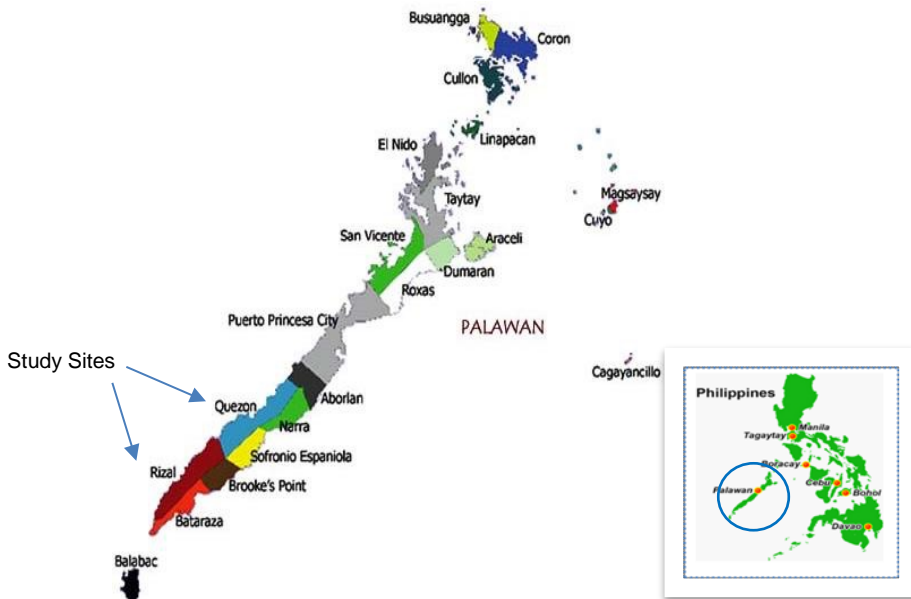 Busuangga
Coron
Cullon
Linapacan
El Nido
Taytay
Magsaysay
Cuyo
San Vicente
Araceli
Dumaran
Roxas
Puerto Princesa City
PALAWAN
Study Sites
Cagayancillo
Quezon
Aborlan
Narra
Sofronio Espaniola
Rizal
Brooke's Point
Bataraza
Balabac
Philippines
Manila
Tagaytay
Boracay
Palawan
Cebu
Bohol
Davao